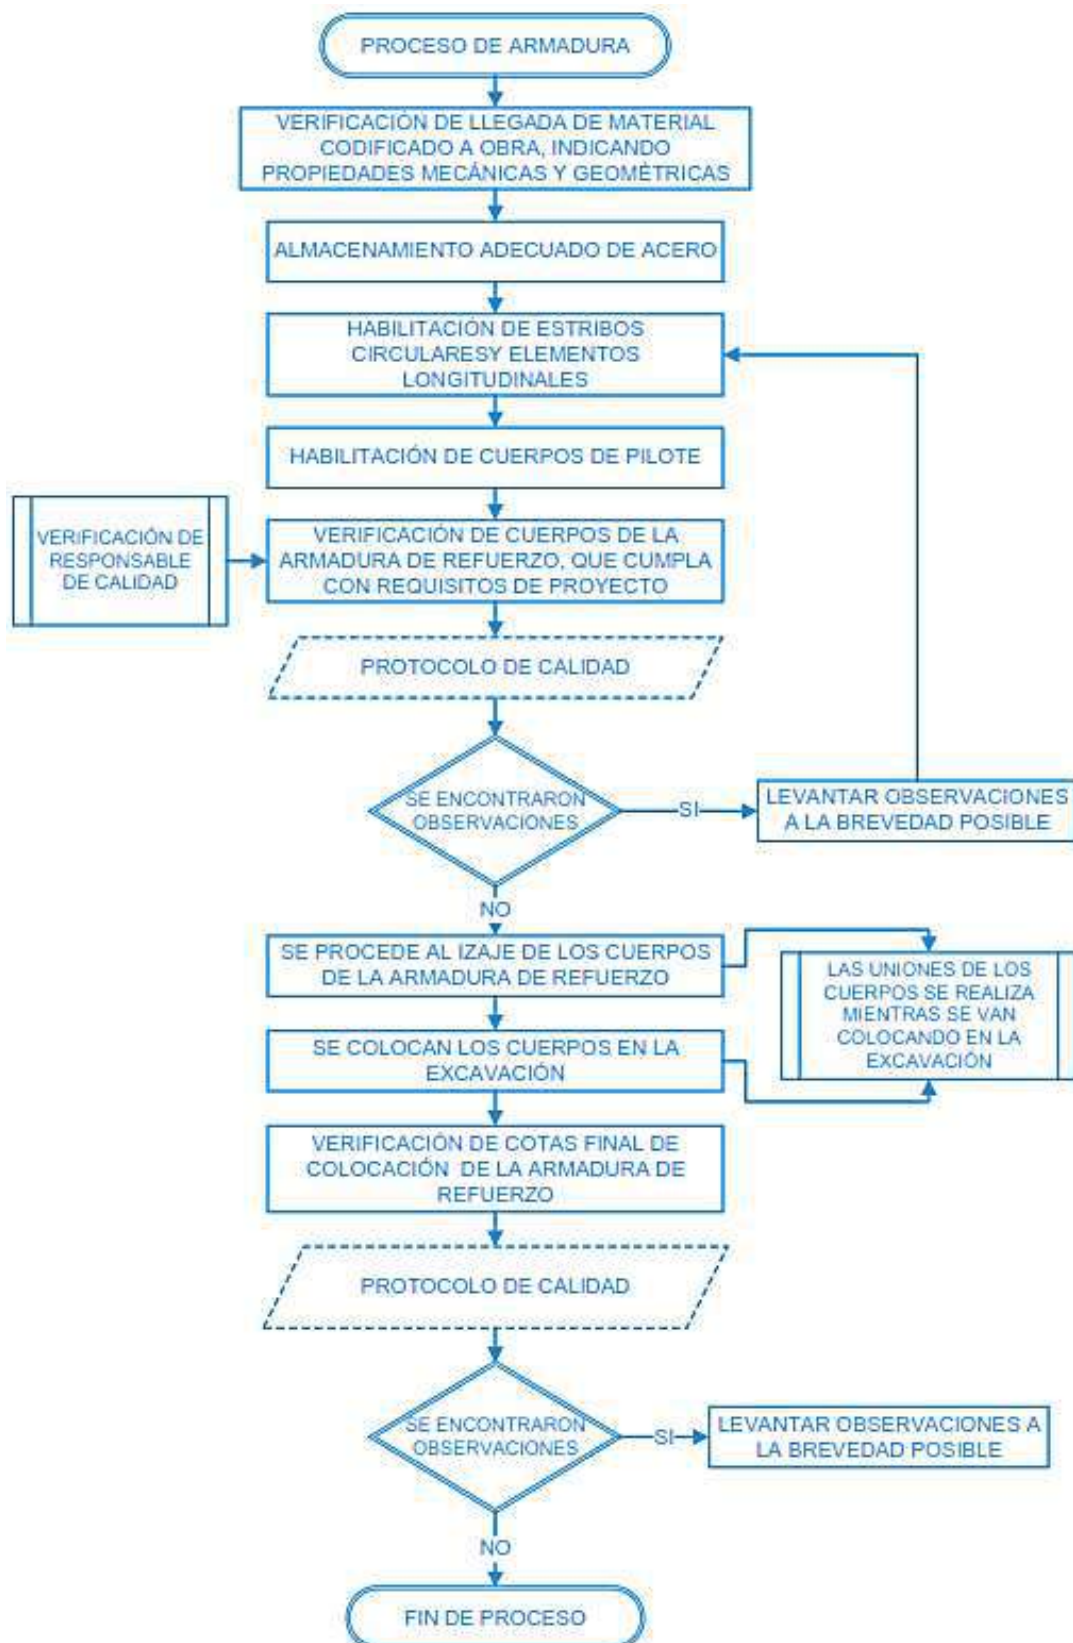 PROCESO DE ARMADURA
VERIFICACIÓN DE LLEGADA DE MATERIAL
CODIFICADO A OBRA, INDICANDO
PROPIEDADES MECÁNICAS Y GEOMÉTRICAS
ALMACENAMIENTO ADECUADO DE ACERO
HABILITACIÓN DE ESTRIBOS
CIRCULARESY ELEMENTOS
LONGITUDINALES
HABILITACIÓN DE CUERPOS DE PILOTE
VERIFICACIÓN DE
RESPONSABLE
DE CALIDAD
VERIFICACIÓN DE CUERPOS DE LA
ARMADURA DE REFUERZO, QUE CUMPLA
CON REQUISITOS DE PROYECTO
PROTOCOLO DE CALIDAD
SE ENCONTRARON
OBSERVACIONES
SI
LEVANTAR OBSERVACIONES
A LA BREVEDAD POSIBLE
NO
SE PROCEDE AL IZAJE DE LOS CUERPOS
DE LA ARMADURA DE REFUERZO
LAS UNIONES DE LOS
CUERPOS SE REALIZA
MIENTRAS SE VAN
COLOCANDO EN LA
EXCAVACIÓN
SE COLOCAN LOS CUERPOS EN LA
EXCAVACIÓN
VERIFICACIÓN DE COTAS FINAL DE
COLOCACIÓN DE LA ARMADURA DE
REFUERZO
PROTOCOLO DE CALIDAD
SE ENCONTRARON
OBSERVACIONES
SI
LEVANTAR OBSERVACIONES A
LA BREVEDAD POSIBLE
NO
FIN DE PROCESO